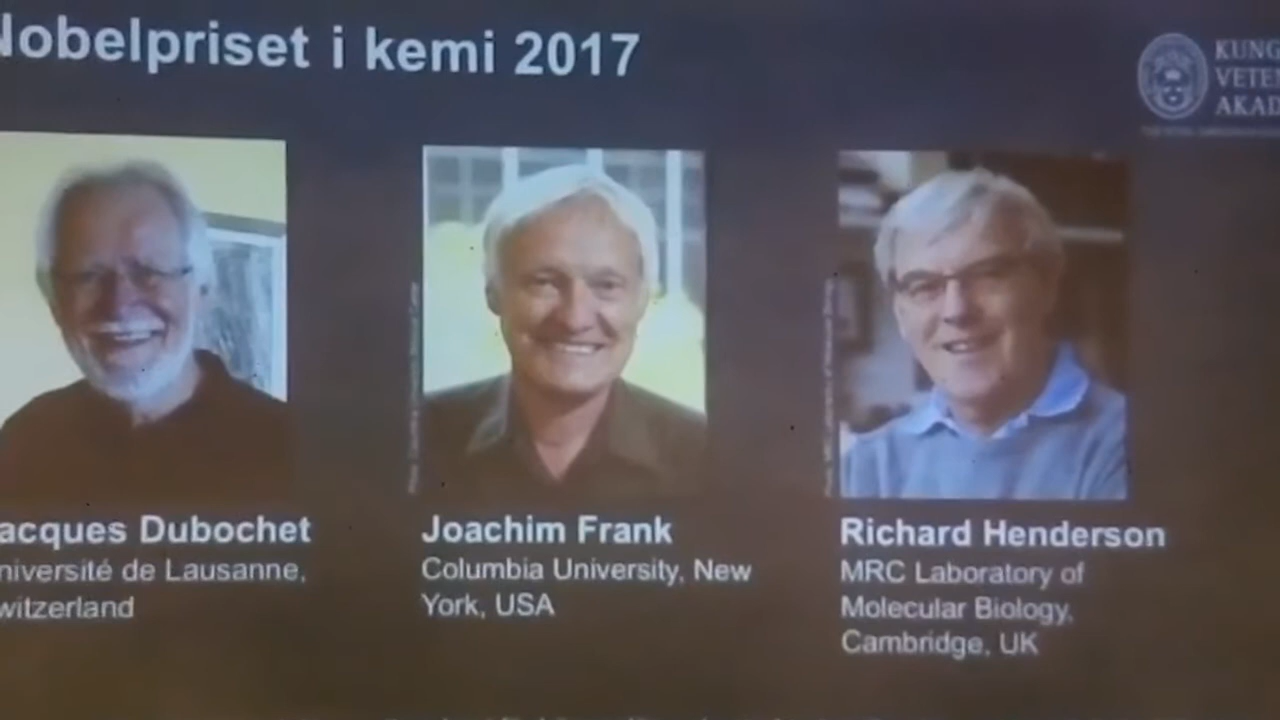 Nobelpriset i kemi 2017
KUNG
VETE
AKAD
acques Dubochet
niversité de Lausanne,
witzerland
Joachim Frank
Columbia University, New
York, USA
Richard Henderson
MRC Laboratory of
Molecular Biology,
Cambridge, UK